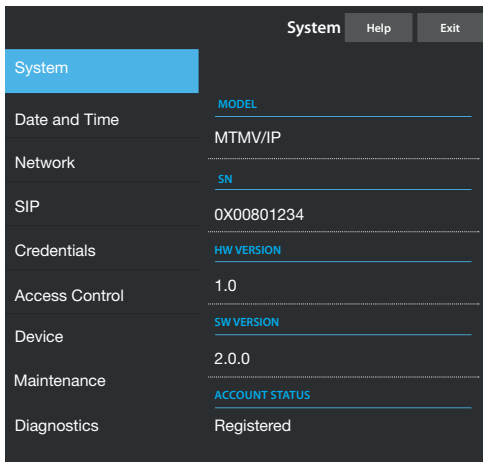 System Help Exit
System
Date and Time
Network
SIP
Credentials
Access Control
Device
Maintenance
Diagnostics
MODEL
MTMV/IP
SN
0X00801234
HW VERSION
1.0
SW VERSION
2.0.0
ACCOUNT STATUS
Registered